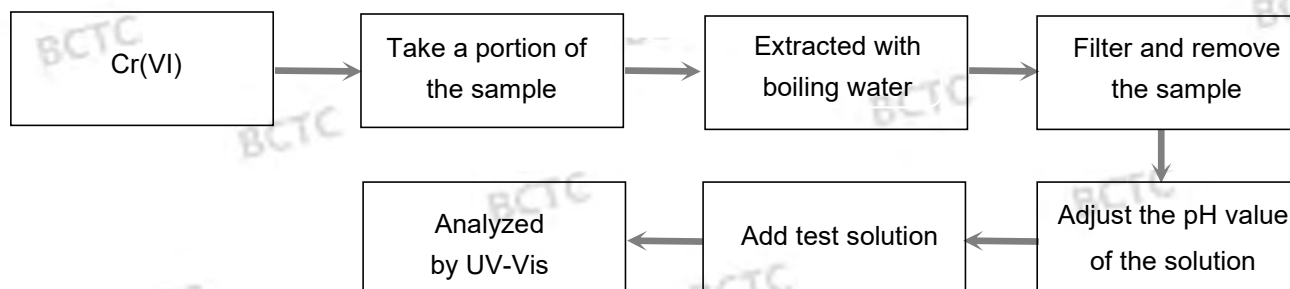 Cr(VI)
Take a portion of
the sample
Extracted with
boiling water
Filter and remove
the sample
Adjust the pH value
of the solution
Add test solution
Analyzed
by UV-Vis
BCTC
BCTC
BCTC
BCTC
BCTC
BCTC